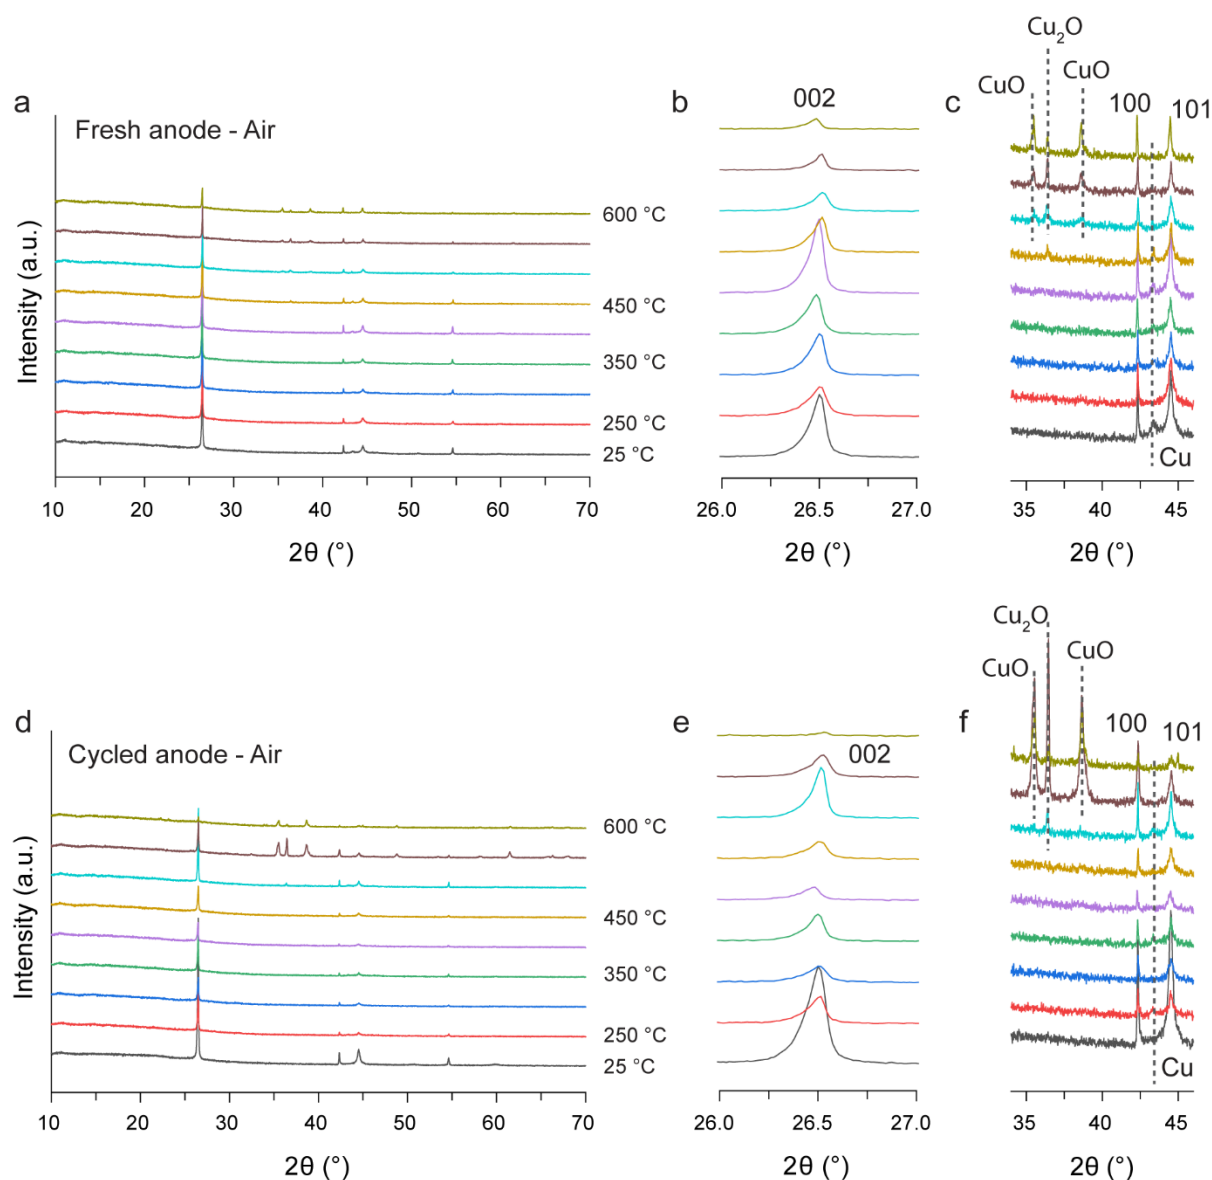 a
Fresh anode - Air
Intensity (a.u.)
600 °C
450 °C
350 °C
250 °C
25 °C
10 20 30 40 50 60 70
2θ (°)
b
002
26.0 26.5 27.0
2θ (°)
c
Cu₂O
CuO
CuO
100
101
Cu
35 40 45
2θ (°)
d
Cycled anode - Air
Intensity (a.u.)
600 °C
450 °C
350 °C
250 °C
25 °C
10 20 30 40 50 60 70
2θ (°)
e
002
26.0 26.5 27.0
2θ (°)
f
Cu₂O
CuO
CuO
100
101
Cu
35 40 45
2θ (°)